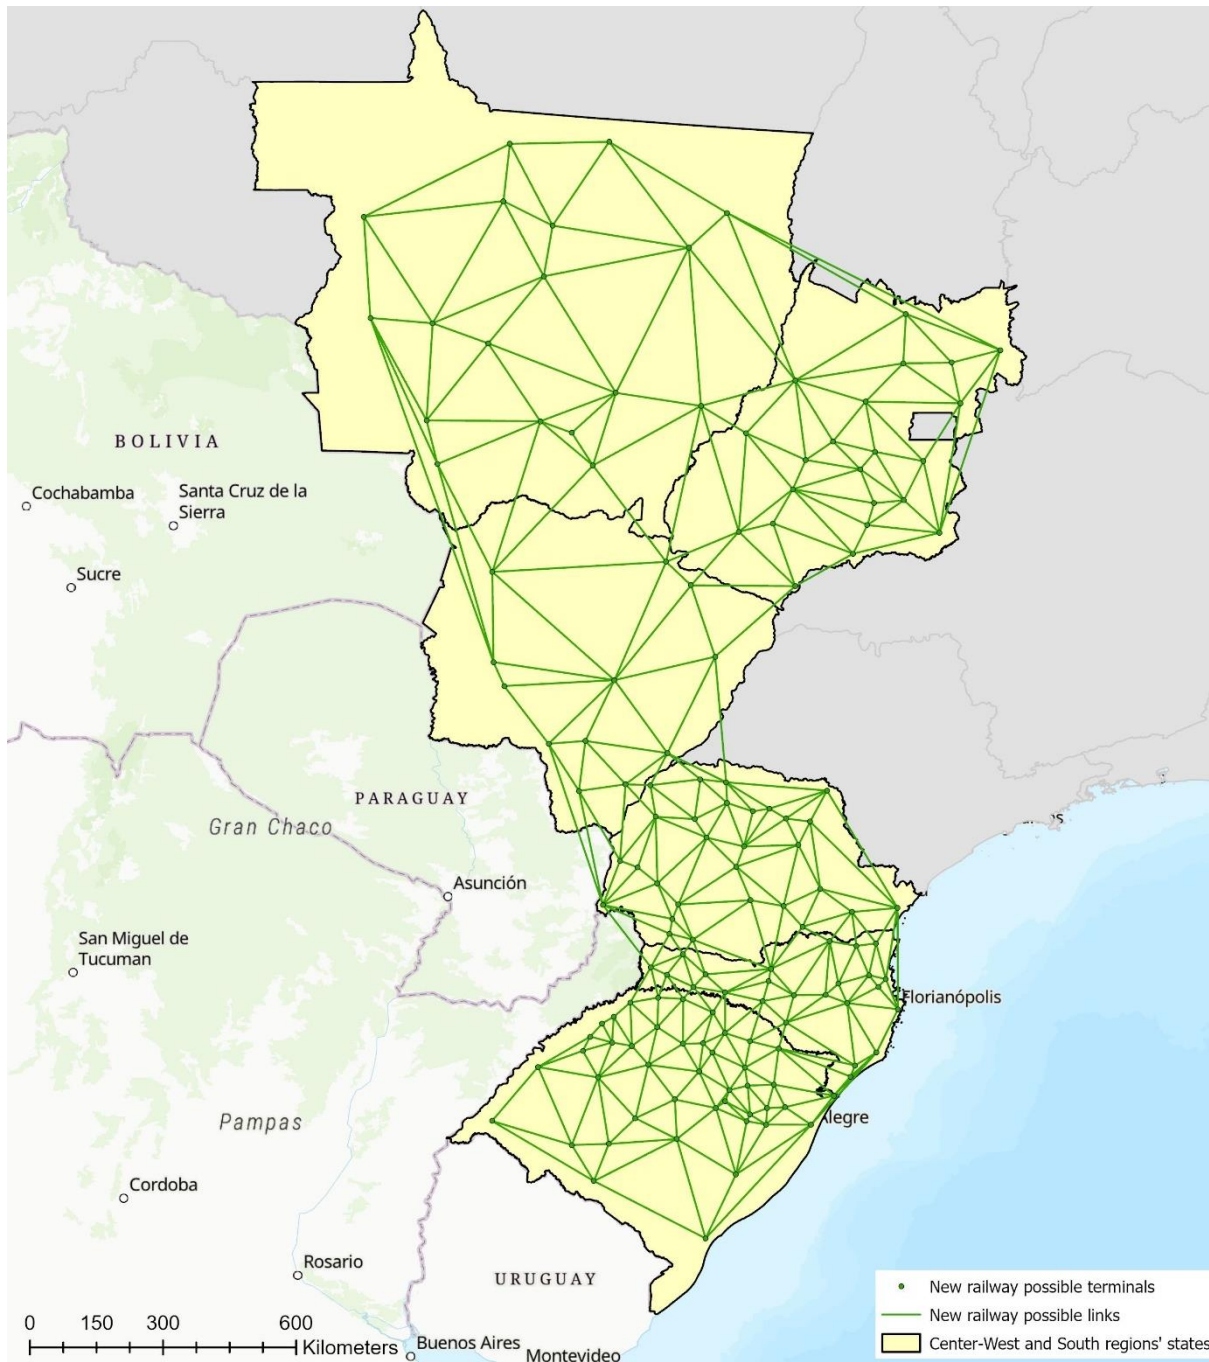 BOLIVIA
Cochabamba
Santa Cruz de la
Sierra
Sucre
PARAGUAY
Gran Chaco
Asunción
San Miguel de
Tucuman
Florianópolis
Alegre
Pampas
Cordoba
Rosario
URUGUAY
Buenos Aires
Montevideo
0 150 300 600
Kilometers
New railway possible terminals
New railway possible links
Center-West and South regions' states